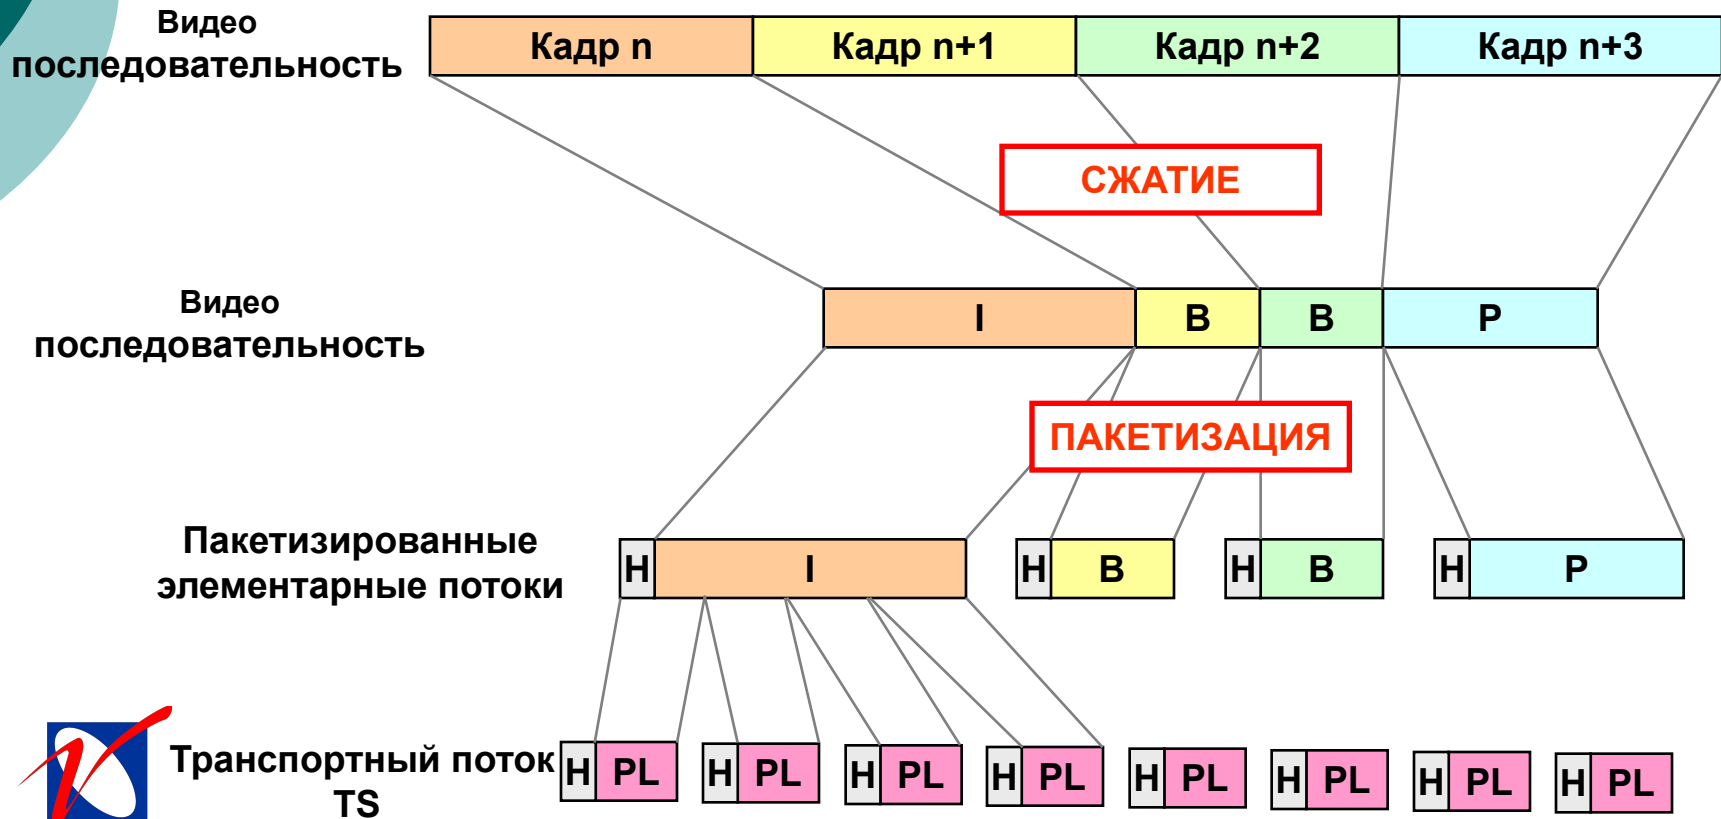 Видео
последовательность
Кадр n Кадр n+1 Кадр n+2 Кадр n+3
СЖАТИЕ
Видео
последовательность
I B B P
ПАКЕТИЗАЦИЯ
Пакетизированные
элементарные потоки
H I H B H B H P
Транспортный поток
TS
H PL H PL H PL H PL H PL H PL H PL H PL